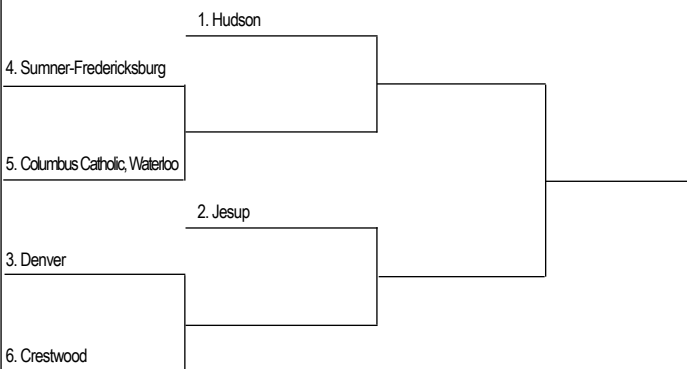 1. Hudson
4. Sumner-Fredericksburg
5. Columbus Catholic, Waterloo
2. Jesup
3. Denver
6. Crestwood